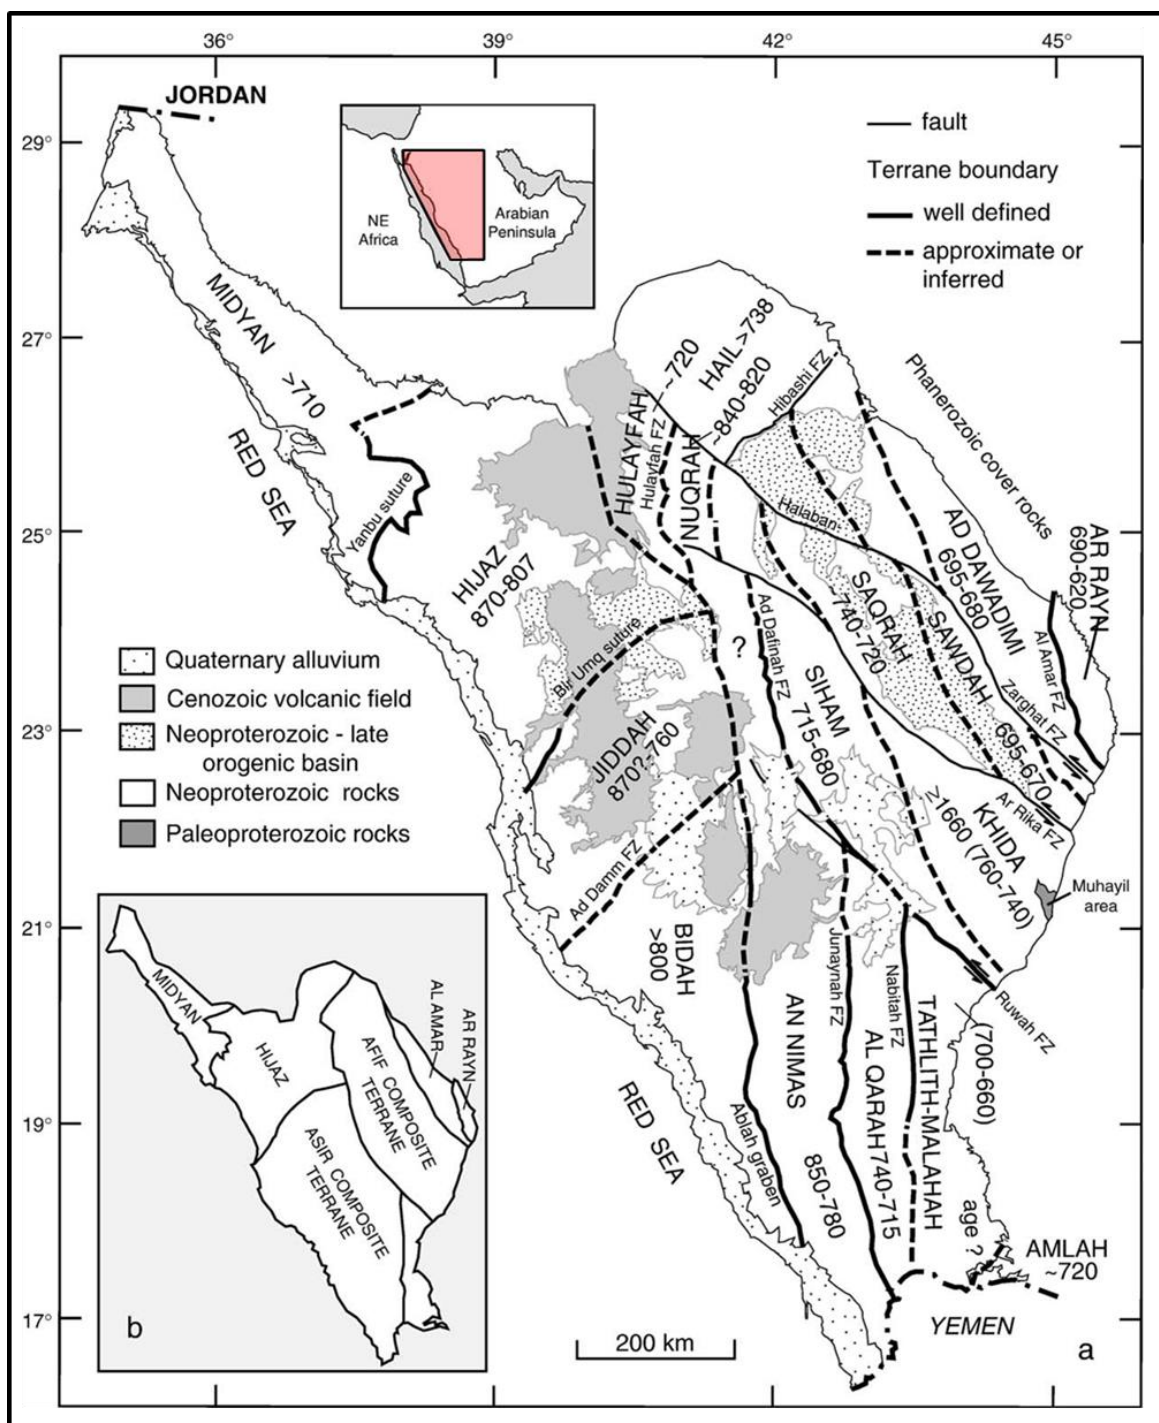 36°
39°
42°
45°
29°
27°
25°
23°
21°
19°
17°
JORDAN
NE
Africa
Arabian
Peninsula
fault
Terrane boundary
well defined
approximate or
inferred
MIDYAN
>710
RED SEA
Yanbu suture
HIJAZ
870-807
HULAYFAH
~720
Hulayfah FZ
NUQRAH
~840-820
HAIL >738
Hibashi FZ
Phanerozoic cover rocks
Halaban
AD DAWADIMI
695-680
AR RAYN
690-620
Al Amar FZ
SAQRAH
740-720
SAWDAH
695-670
Zarghat FZ
Ar Rika FZ
Ad Dafinah FZ
?
SIHAM
715-680
Bir Umq suture
JIDDAH
870?-760
Ad Damm FZ
KHIDA
≥1660 (760-740)
Muhayil
area
Quaternary alluvium
Cenozoic volcanic field
Neoproterozoic - late
orogenic basin
Neoproterozoic rocks
Paleoproterozoic rocks
BIDAH
>800
RED SEA
Ablah graben
AN NIMAS
850-780
Junaynah FZ
AL QARAH 740-715
Nabitah FZ
TATHLITH-MALAHAH
(700-660)
Ruwah FZ
age ?
AMLAH
~720
YEMEN
200 km
a
MIDYAN
HIJAZ
AFIF COMPOSITE
TERRANE
AL AMAR
AR RAYN
ASIR COMPOSITE
TERRANE
b